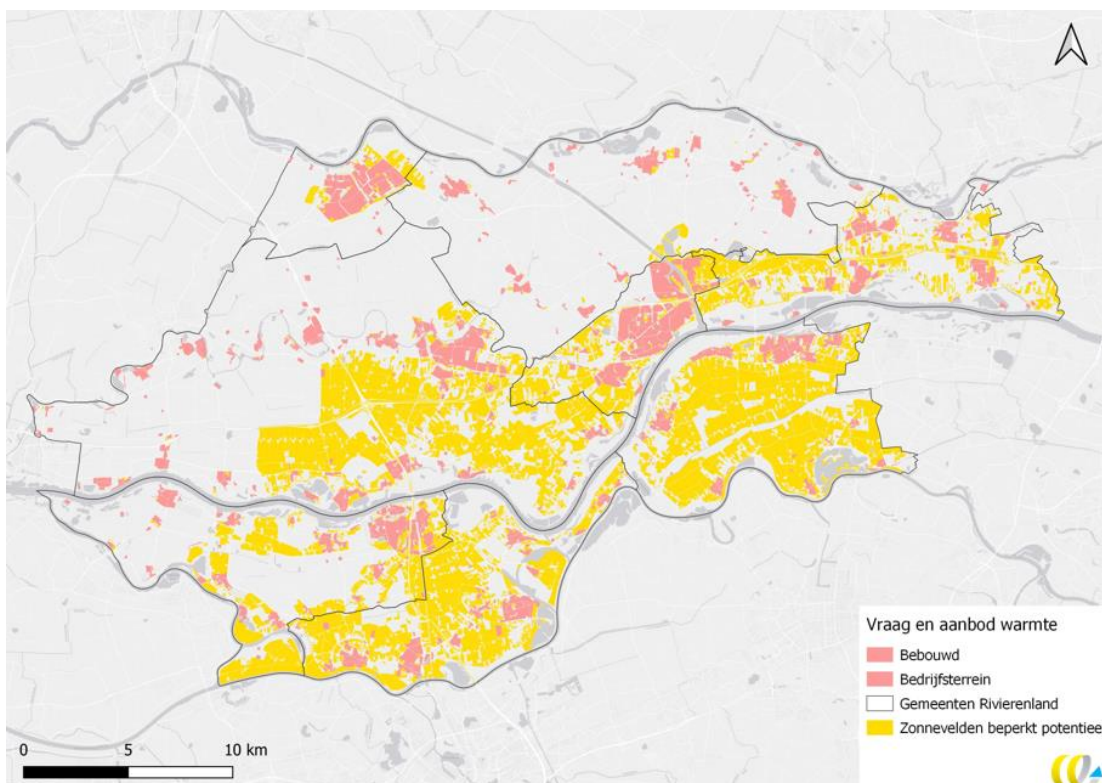 Vraag en aanbod warmte
Bebouwd
Bedrijfsterrein
Gemeenten Rivierenland
Zonnevelden beperkt potentiee
0 5 10 km